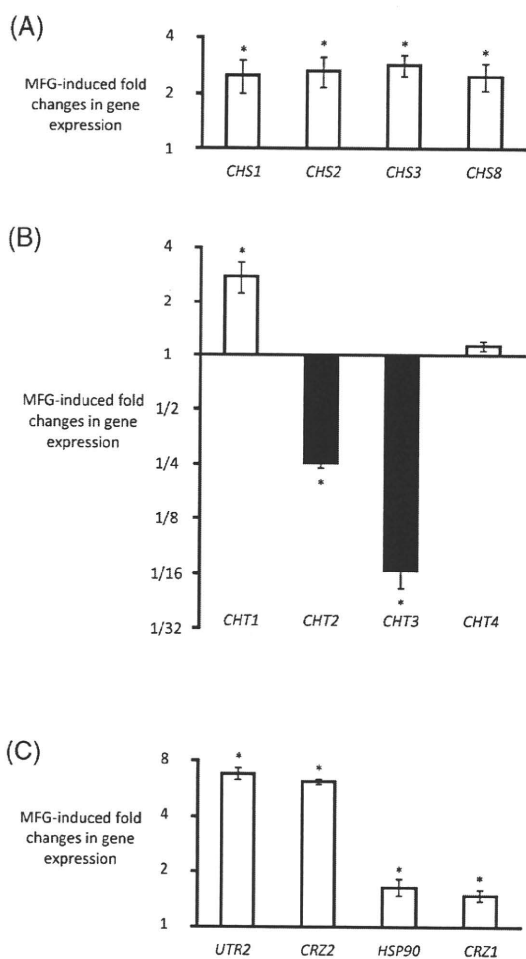 (A)
MFG-induced fold
changes in gene
expression
4
2
1
*
*
*
*
CHS1 CHS2 CHS3 CHS8
(B)
MFG-induced fold
changes in gene
expression
4
2
1
1/2
1/4
1/8
1/16
1/32
*
*
*
CHT1 CHT2 CHT3 CHT4
(C)
MFG-induced fold
changes in gene
expression
8
4
2
1
*
*
*
*
UTR2 CRZ2 HSP90 CRZ1